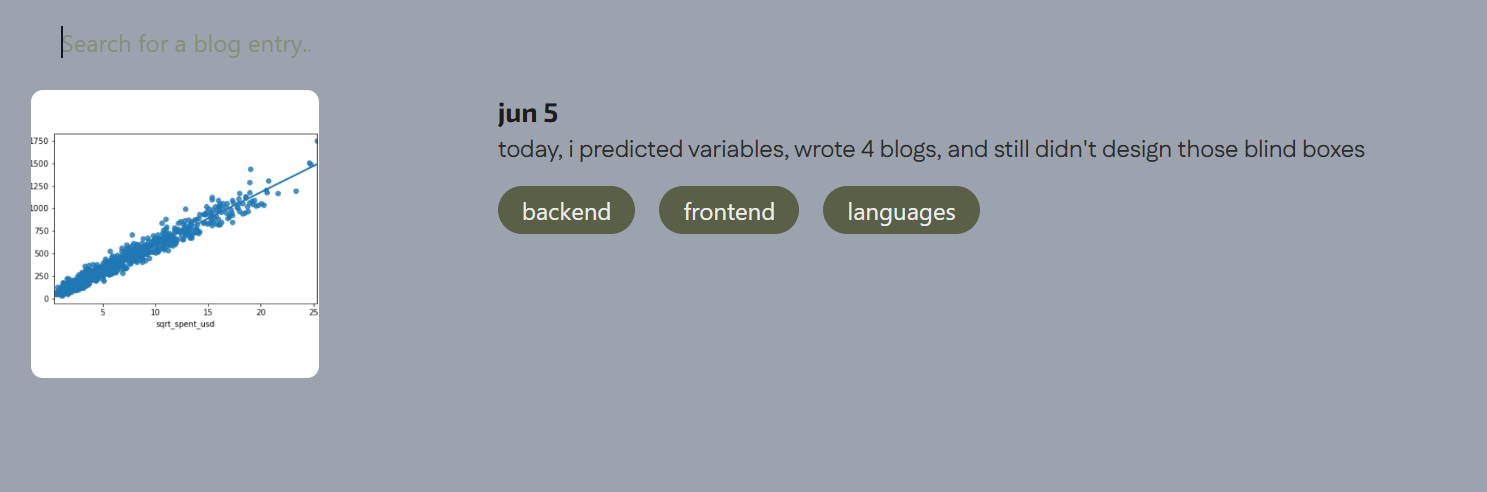 Search for a blog entry..
jun 5
today, i predicted variables, wrote 4 blogs, and still didn't design those blind boxes
backend frontend languages
1750
1500
1250
1000
750
500
250
0
5 10 15 20 25
sqrt_spent_usd